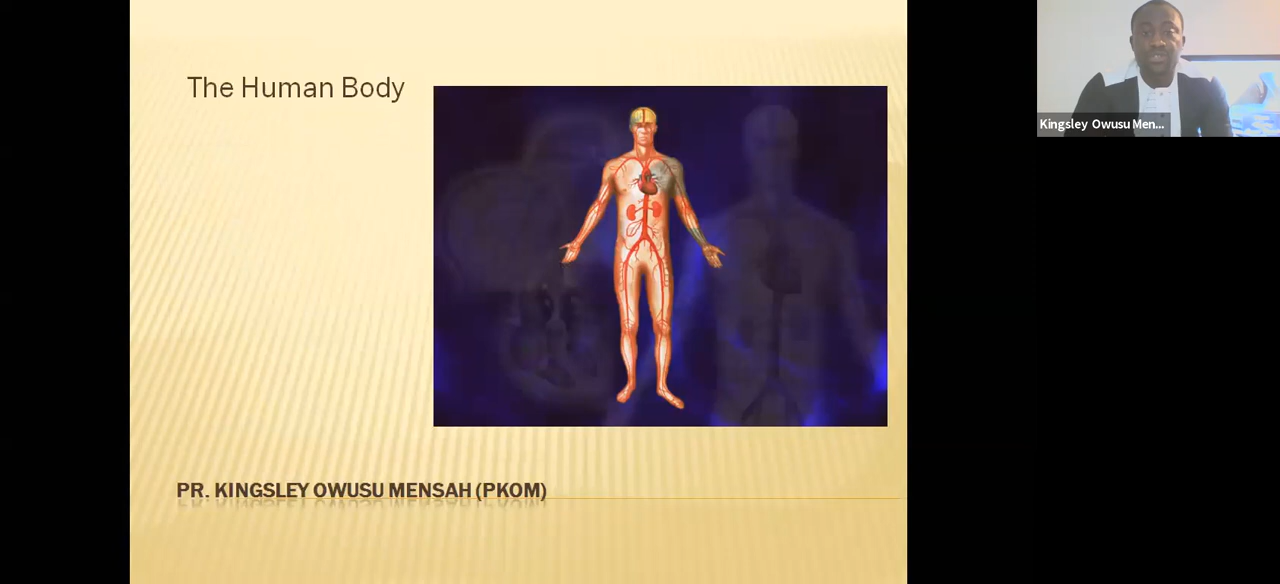 The Human Body
Kingsley Owusu Men...
PR. KINGSLEY OWUSU MENSAH (PKOM)